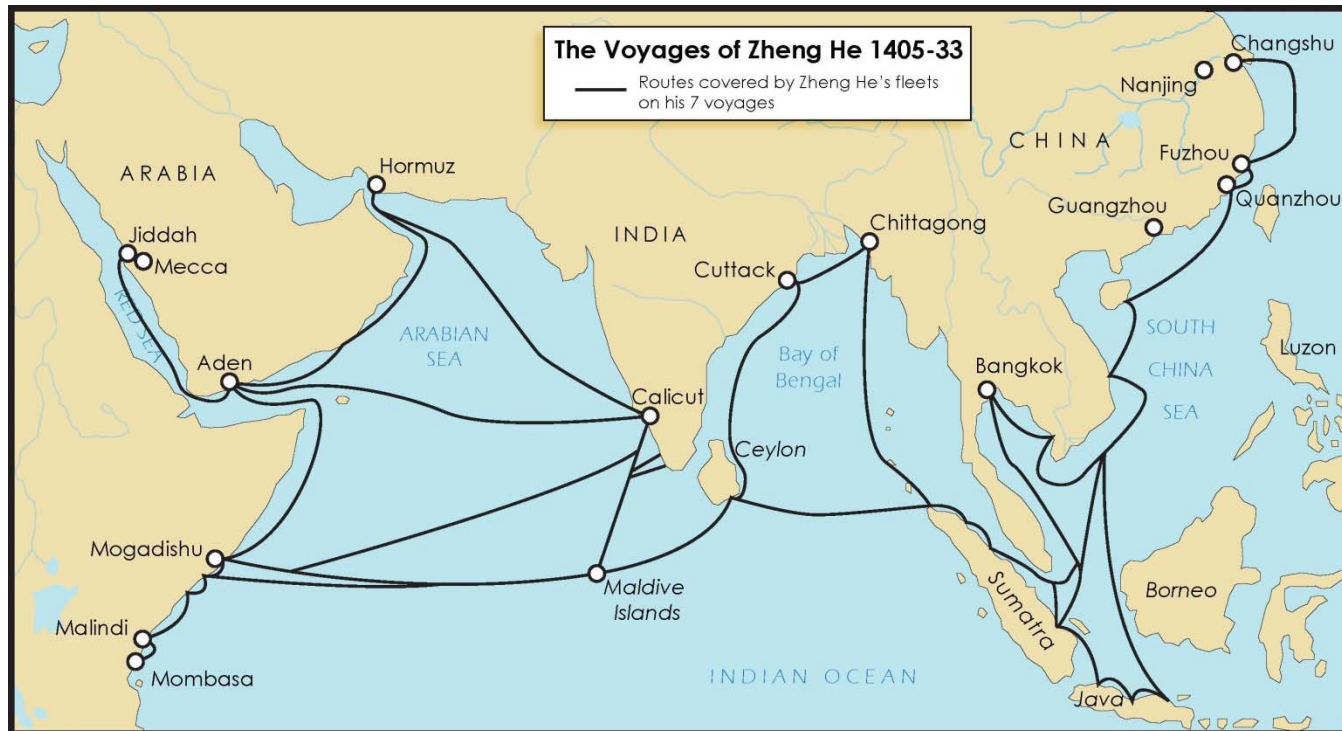 The Voyages of Zheng He 1405-33
Routes covered by Zheng He's fleets
on his 7 voyages
Changshu
Nanjing
CHINA
Fuzhou
Quanzhou
Guangzhou
Hormuz
ARABIA
Jiddah
Mecca
RED SEA
Aden
ARABIAN
SEA
INDIA
Chittagong
Cuttack
Bay of
Bengal
Calicut
Ceylon
Bangkok
SOUTH
CHINA
SEA
Luzon
Mogadishu
Malindi
Mombasa
Maldive
Islands
Sumatra
Borneo
INDIAN OCEAN
Java